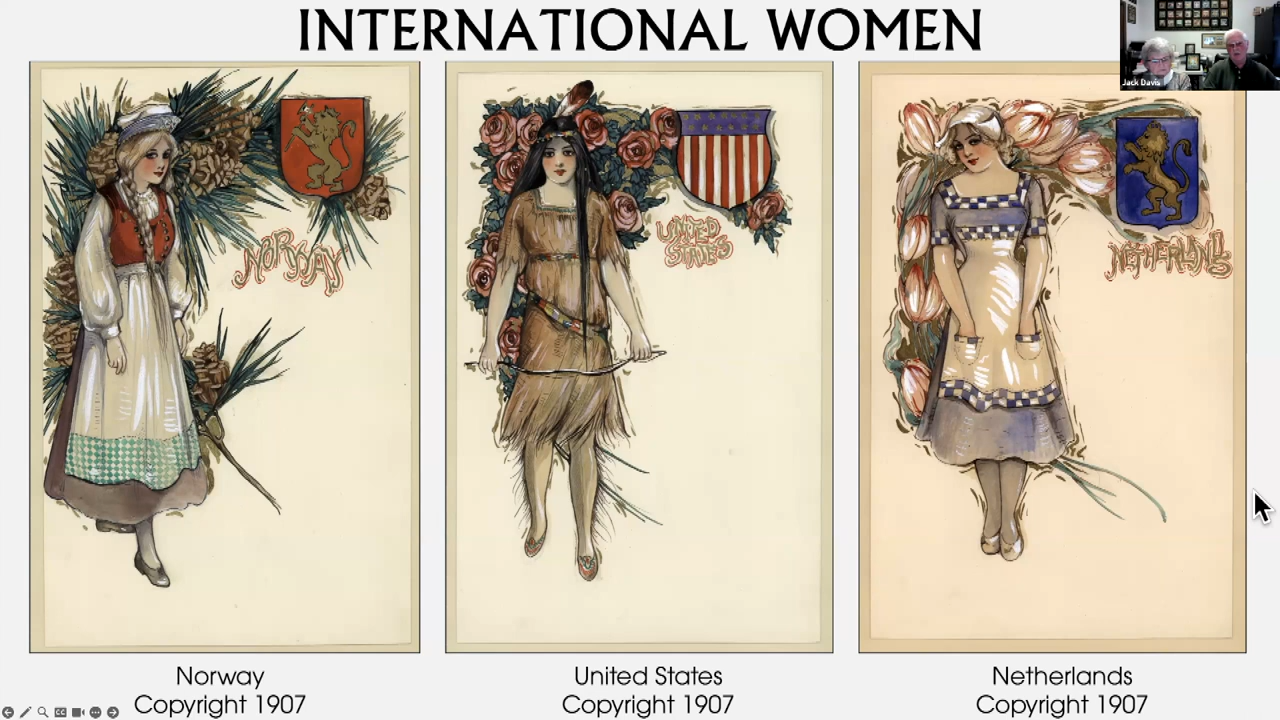 INTERNATIONAL WOMEN
Jack Davis
NORWAY
UNITED
STATES
NETHERLANDS
Norway
Copyright 1907
United States
Copyright 1907
Netherlands
Copyright 1907